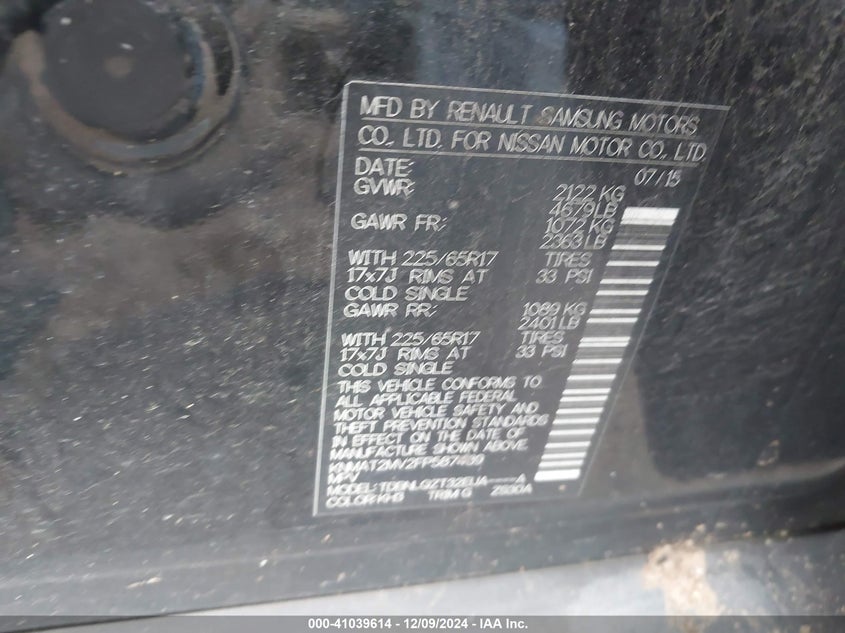 MFD BY RENAULT SAMSUNG MOTORS
CO., LTD. FOR NISSAN MOTOR CO., LTD
DATE: 07/15
GVWR: 2122 KG
4679 LB
GAWR FR: 1072 KG
2363 LB
WITH 225/65R17 TIRES
17x7J RIMS AT 33 PSI
COLD SINGLE
GAWR RR: 1089 KG
2401 LB
WITH 225/65R17 TIRES
17x7J RIMS AT 33 PSI
COLD SINGLE
THIS VEHICLE CONFORMS TO
ALL APPLICABLE FEDERAL
MOTOR VEHICLE SAFETY AND
THEFT PREVENTION STANDARDS
IN EFFECT ON THE DATE OF
MANUFACTURE SHOWN ABOVE.
MPV
MODEL:
COLOR: KH3 TRIM: G
000-41039614 - 12/09/2024 - IAA Inc.